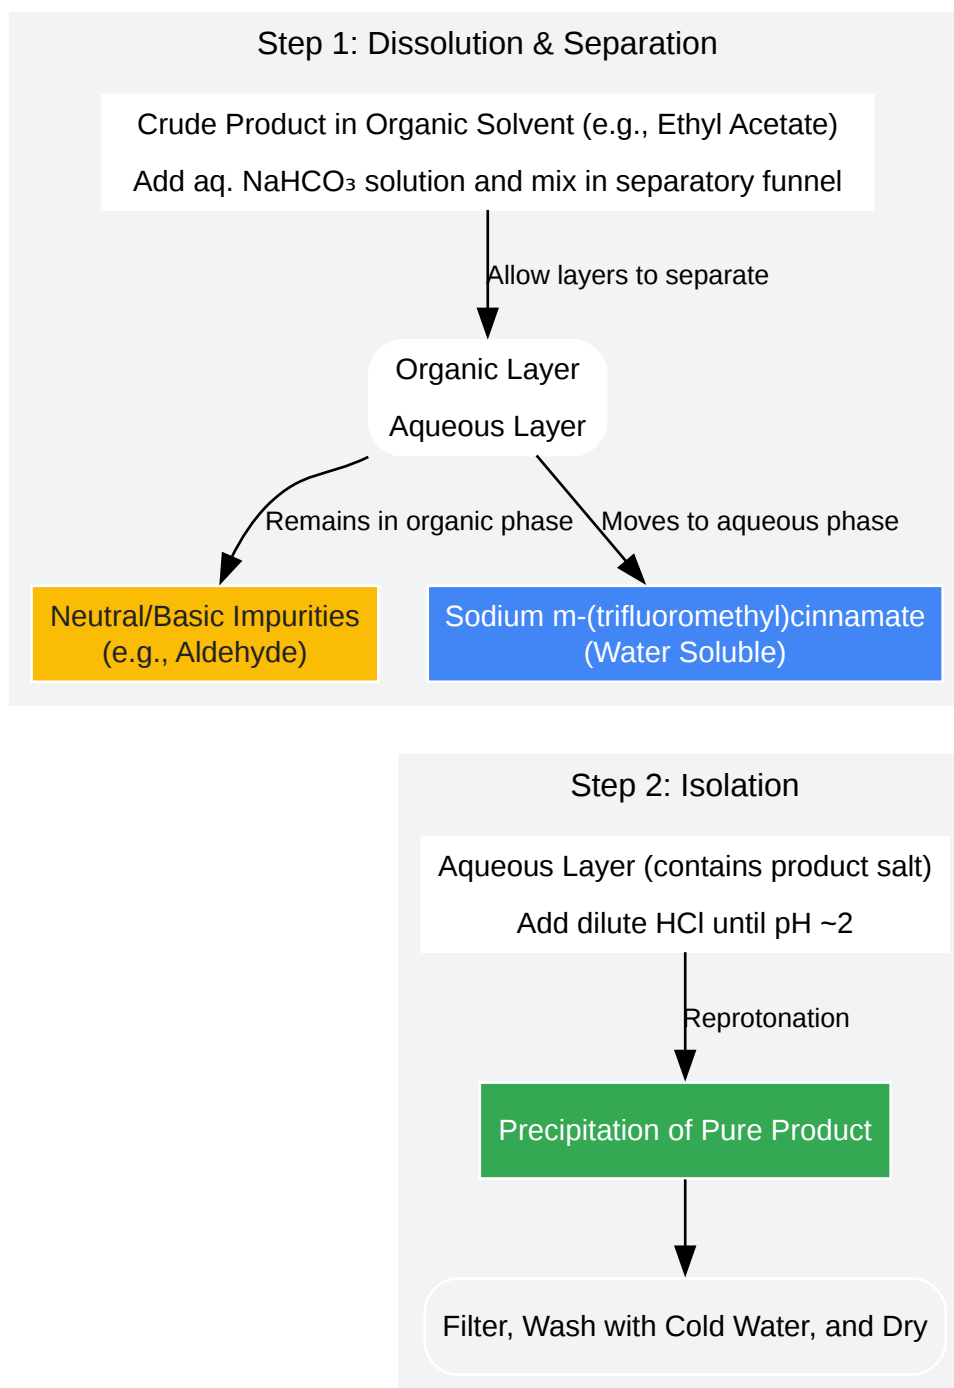 Step 1: Dissolution & Separation
Crude Product in Organic Solvent (e.g., Ethyl Acetate)
Add aq. NaHCO₃ solution and mix in separatory funnel
Allow layers to separate
Organic Layer
Aqueous Layer
Remains in organic phase
Moves to aqueous phase
Neutral/Basic Impurities
(e.g., Aldehyde)
Sodium m-(trifluoromethyl)cinnamate
(Water Soluble)
Step 2: Isolation
Aqueous Layer (contains product salt)
Add dilute HCl until pH ~2
Reprotonation
Precipitation of Pure Product
Filter, Wash with Cold Water, and Dry